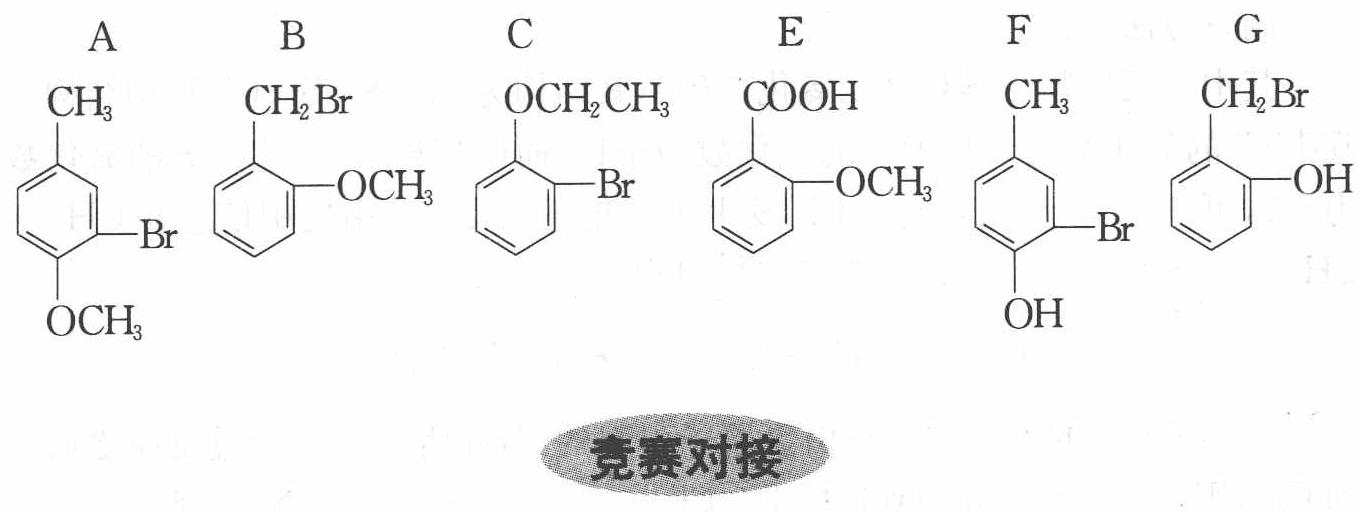 A B C E F G
CH₃ CH₂Br OCH₂CH₃ COOH CH₃ CH₂Br
OCH₃ Br OCH₃ OH
Br Br
OCH₃ OH
竞赛对接